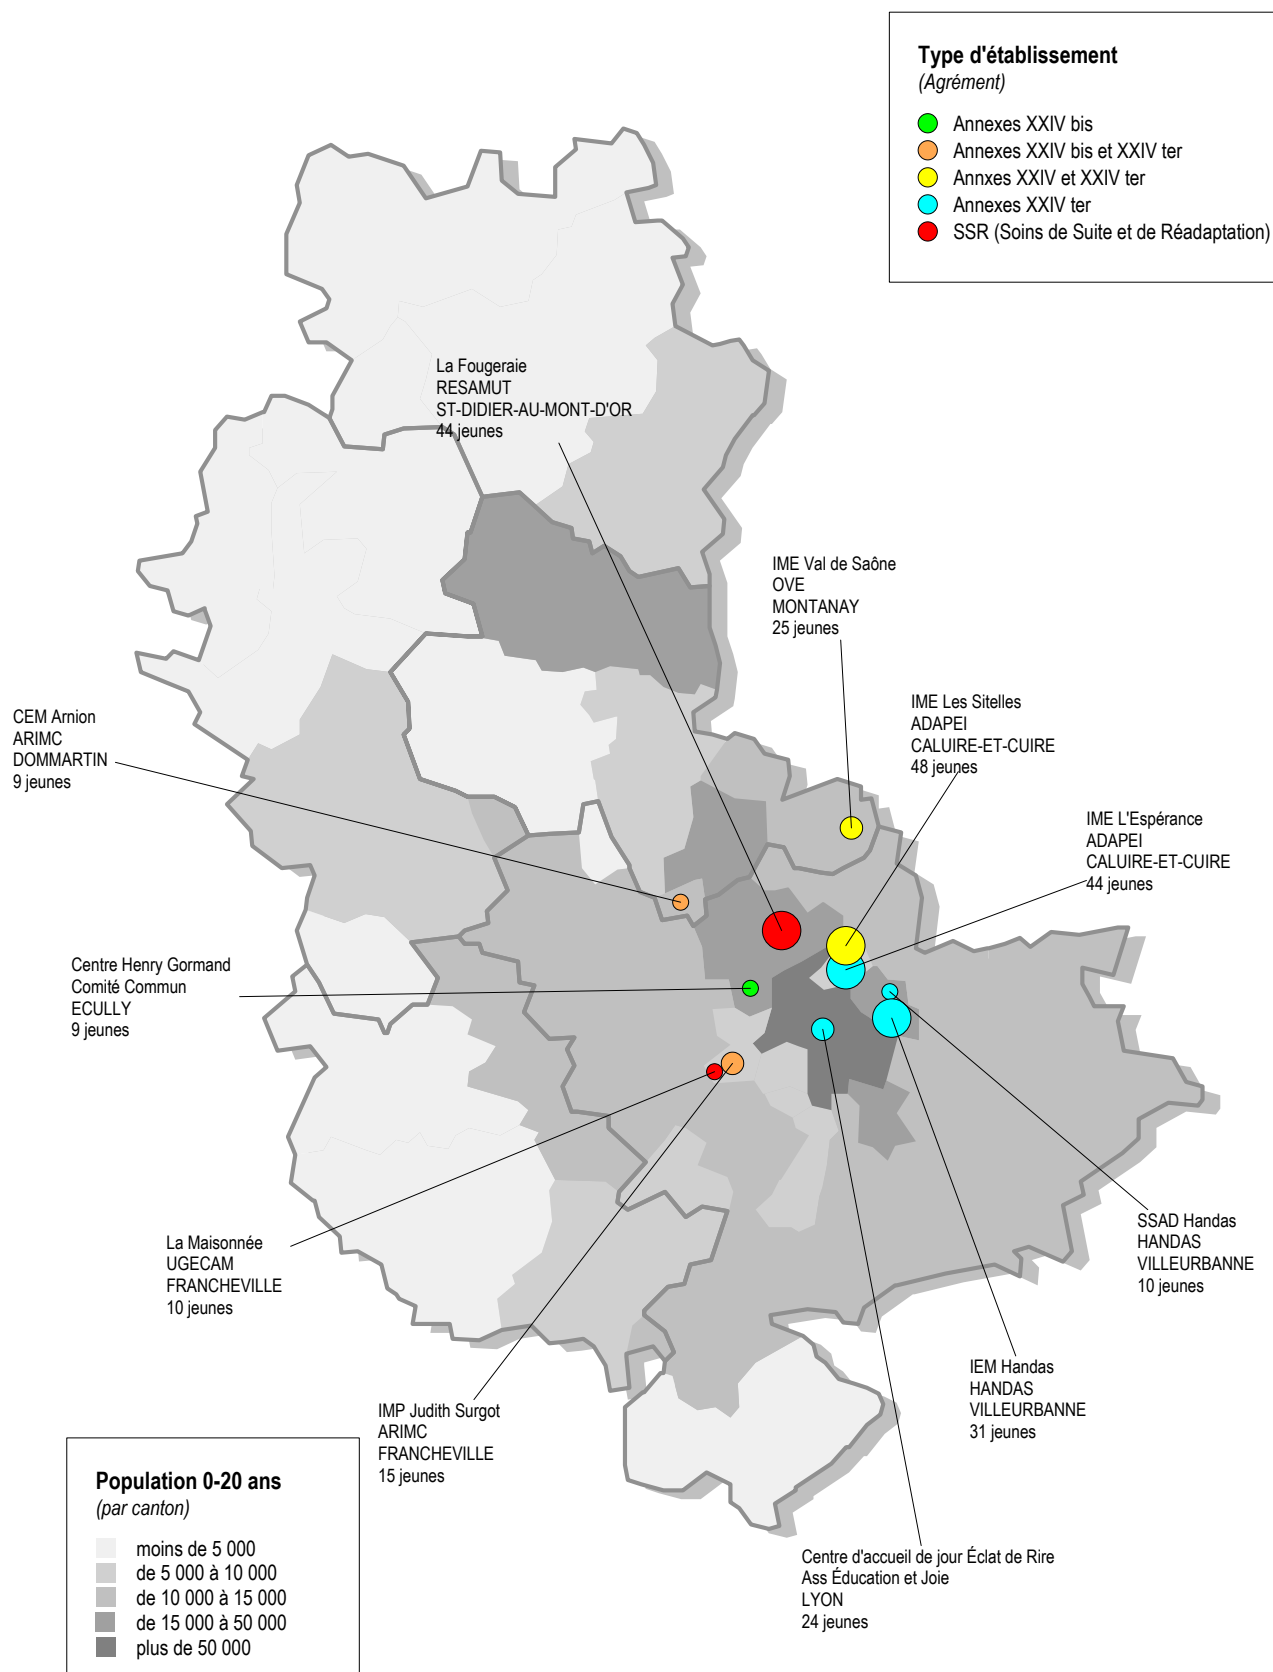 Type d'établissement
(Agrément)
Annexes XXIV bis
Annexes XXIV bis et XXIV ter
Annxes XXIV et XXIV ter
Annexes XXIV ter
SSR (Soins de Suite et de Réadaptation)
La Fougeraie
RESAMUT
ST-DIDIER-AU-MONT-D'OR
44 jeunes
IME Val de Saône
OVE
MONTANAY
25 jeunes
IME Les Sitelles
ADAPEI
CALUIRE-ET-CUIRE
48 jeunes
CEM Arnion
ARIMC
DOMMARTIN
9 jeunes
IME L'Espérance
ADAPEI
CALUIRE-ET-CUIRE
44 jeunes
Centre Henry Gormand
Comité Commun
ECULLY
9 jeunes
SSAD Handas
HANDAS
VILLEURBANNE
10 jeunes
La Maisonnée
UGECAM
FRANCHEVILLE
10 jeunes
IEM Handas
HANDAS
VILLEURBANNE
31 jeunes
IMP Judith Surgot
ARIMC
FRANCHEVILLE
15 jeunes
Centre d'accueil de jour Éclat de Rire
Ass Éducation et Joie
LYON
24 jeunes
Population 0-20 ans
(par canton)
moins de 5 000
de 5 000 à 10 000
de 10 000 à 15 000
de 15 000 à 50 000
plus de 50 000